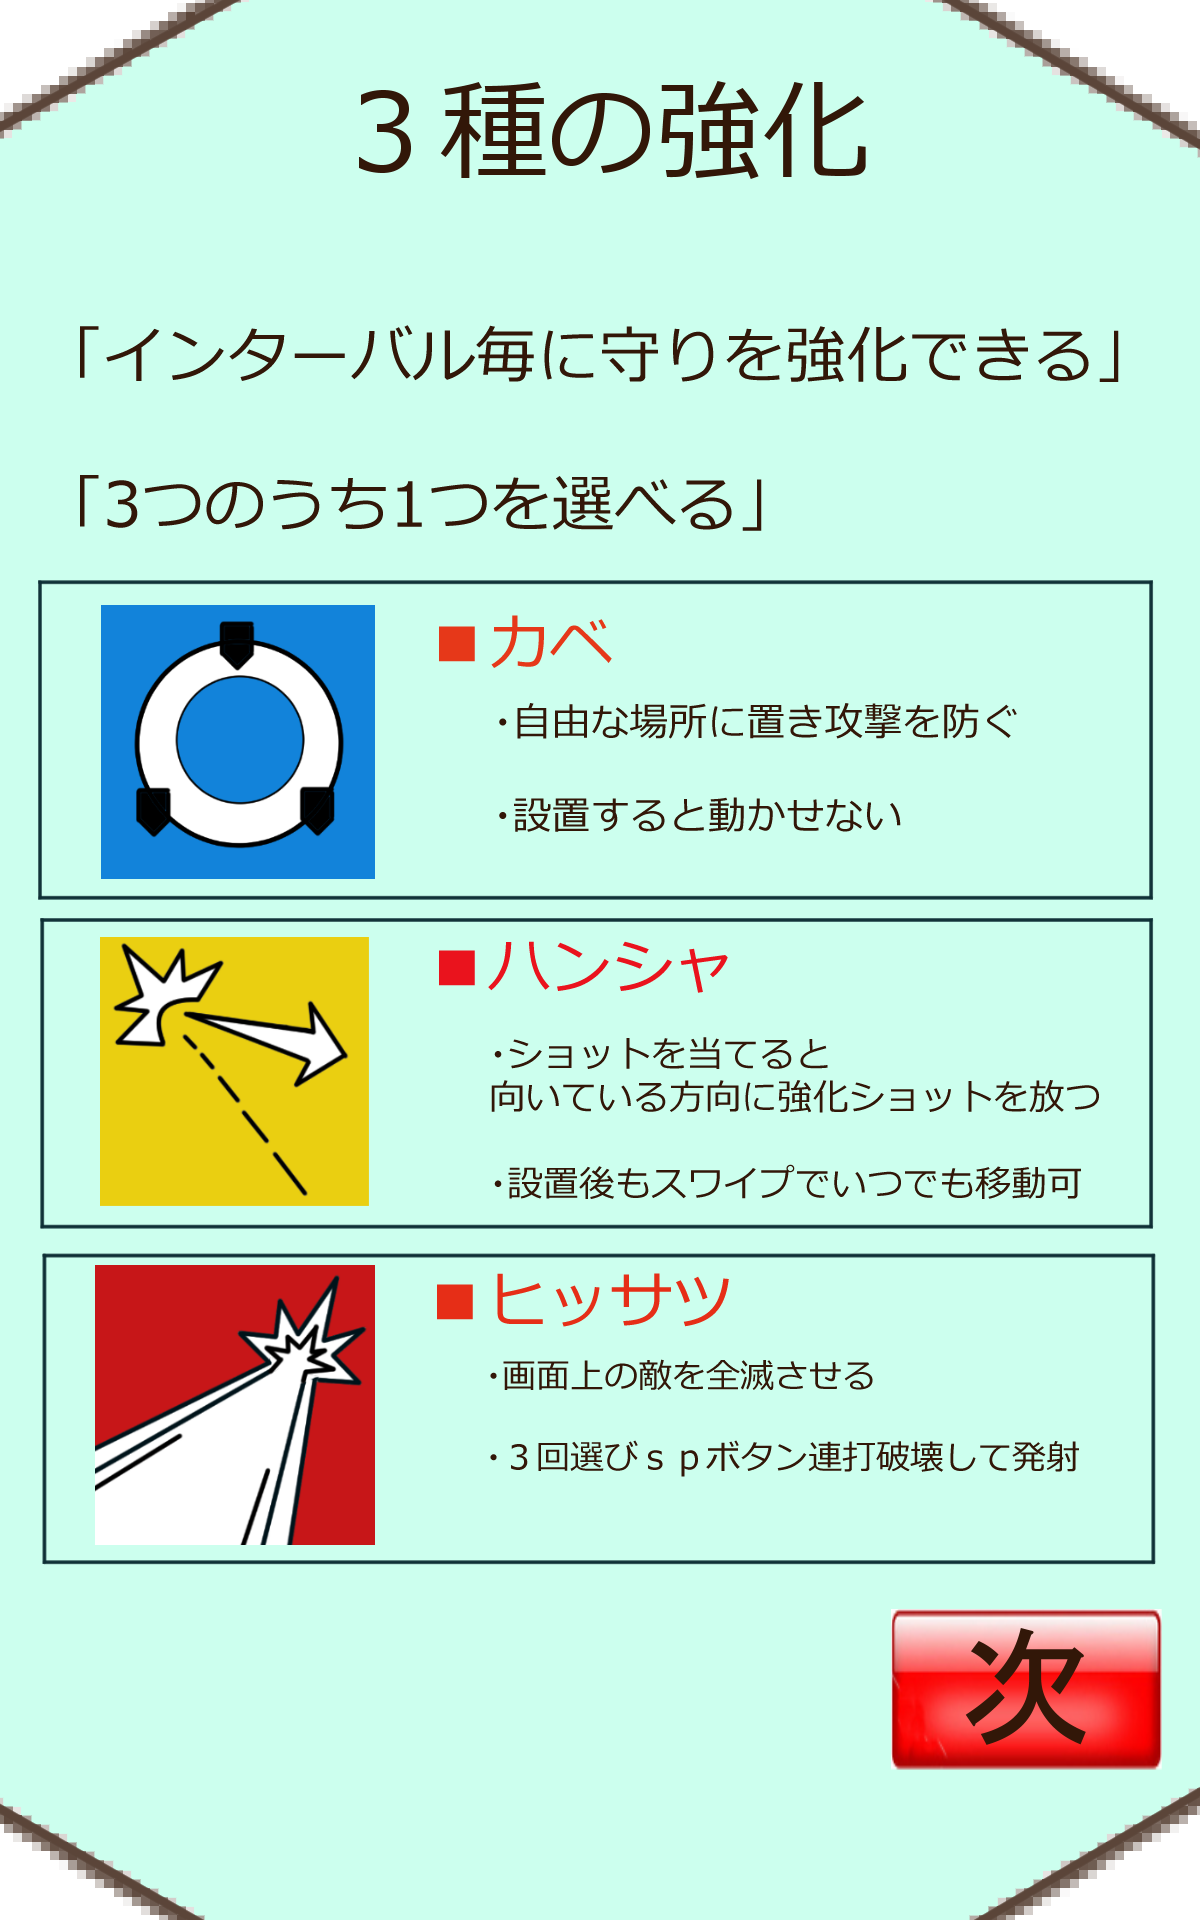 ３種の強化
「インターバル毎に守りを強化できる」
「3つのうち1つを選べる」
■カベ
・自由な場所に置き攻撃を防ぐ
・設置すると動かせない
■ハンシャ
・ショットを当てると
向いている方向に強化ショットを放つ
・設置後もスワイプでいつでも移動可
■ヒッサツ
・画面上の敵を全滅させる
・３回選びｓｐボタン連打破壊して発射
次